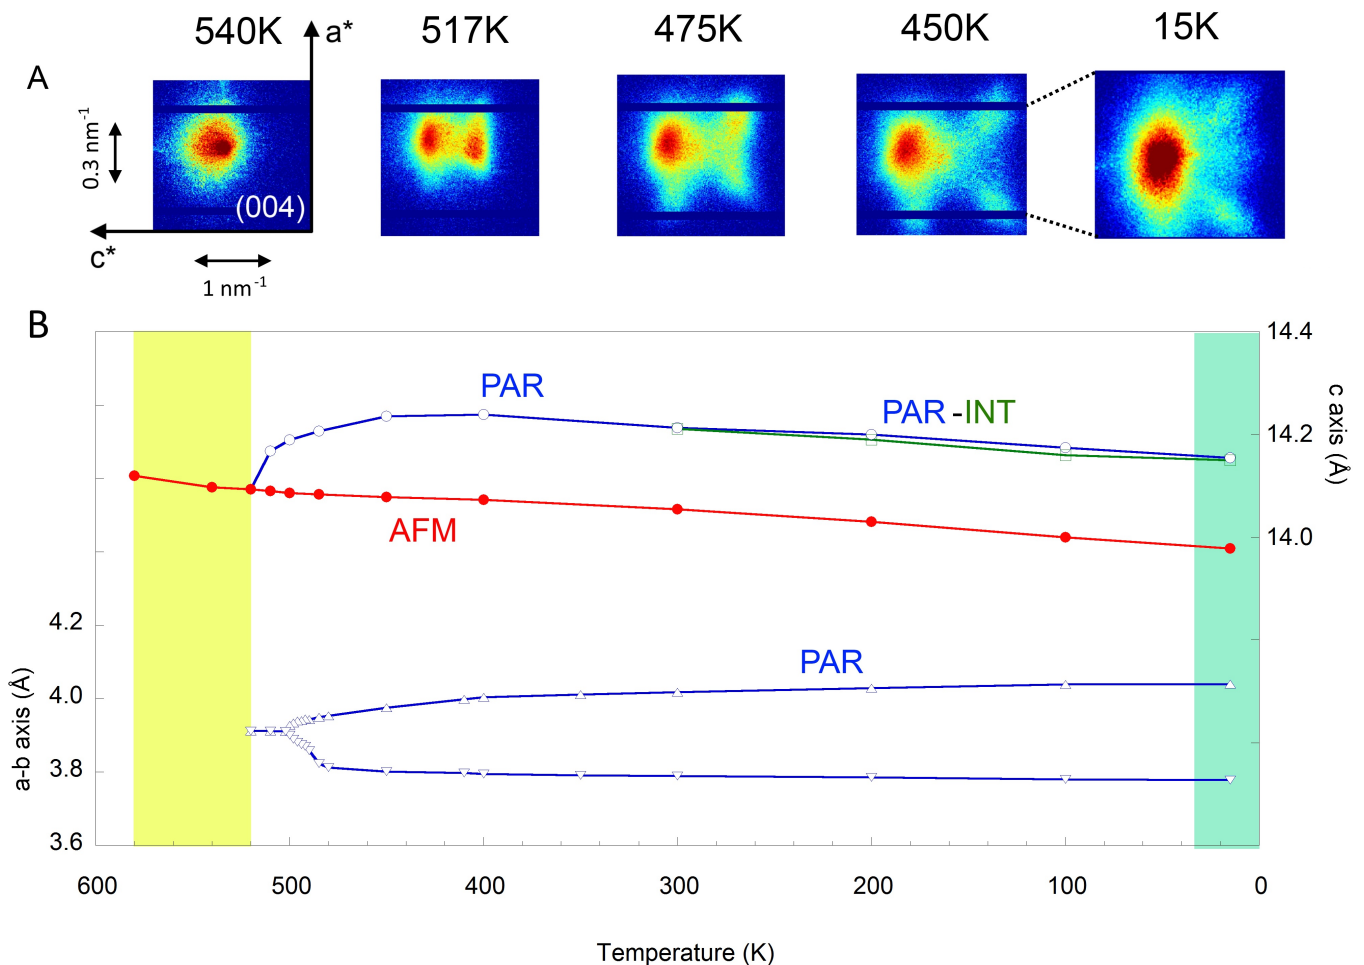 540K a* 517K 475K 450K 15K
A
0.3 nm-1
(004)
c*
1 nm-1
B
14.4
PAR
PAR-INT
c axis (Å)
14.2
AFM
14.0
4.2
PAR
a-b axis (Å)
4.0
3.8
3.6
600 500 400 300 200 100 0
Temperature (K)